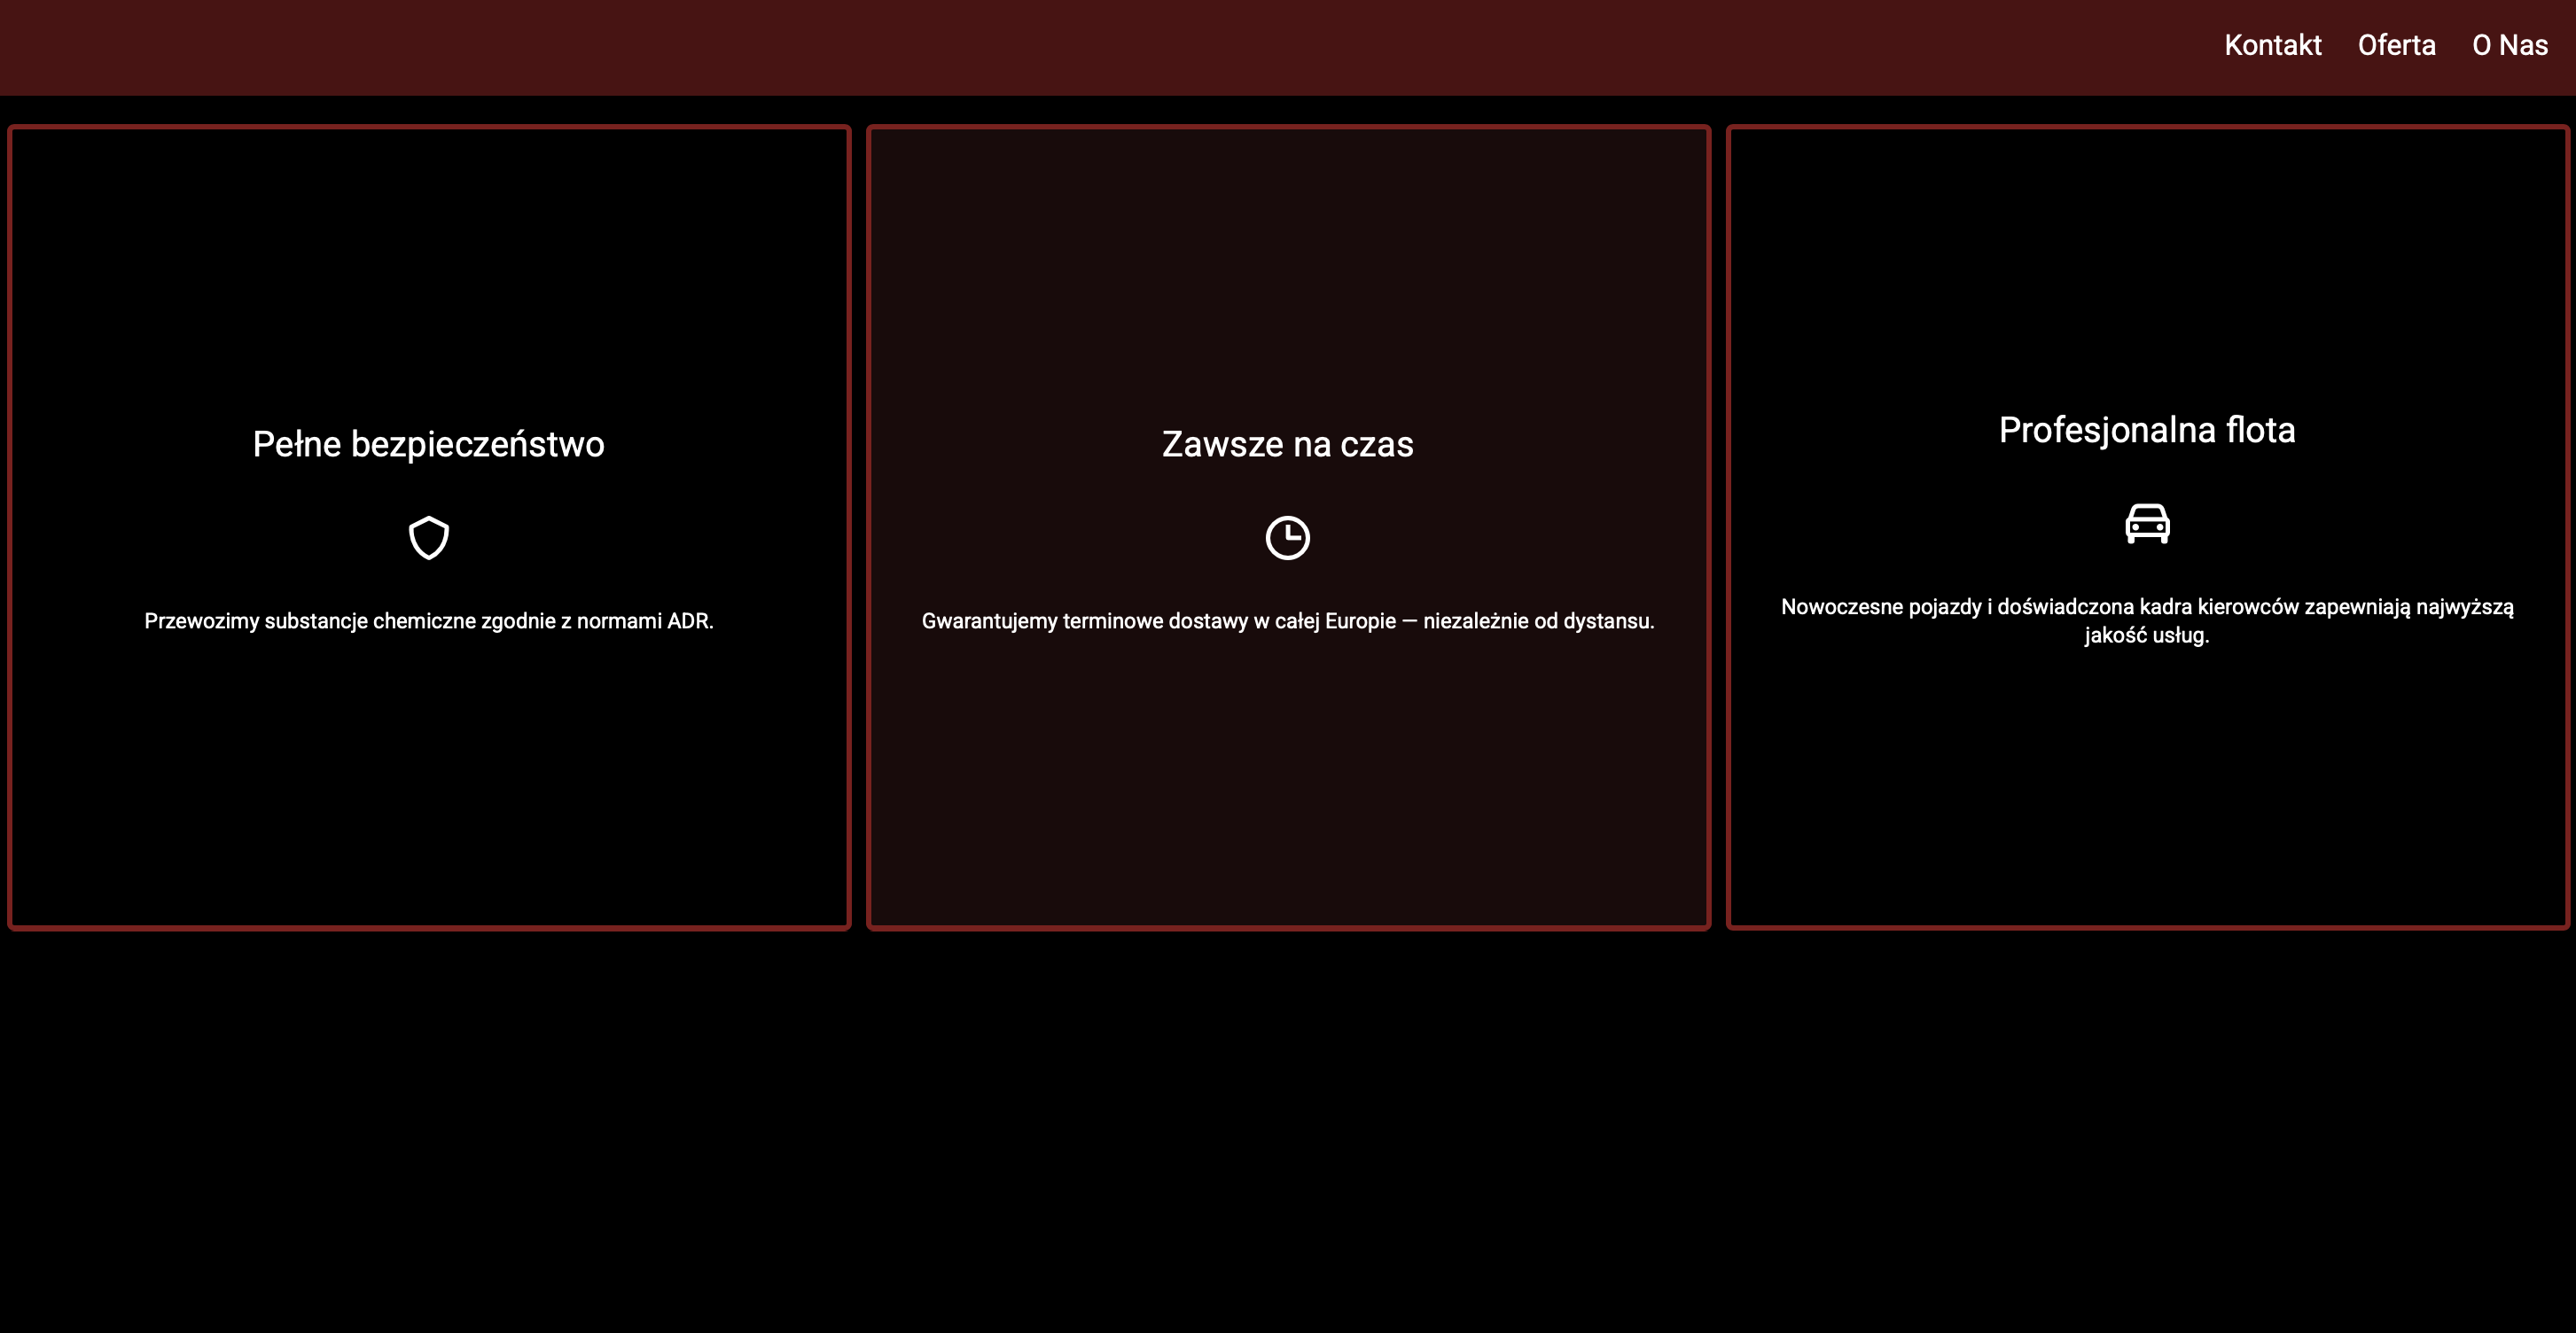 Kontakt Oferta O Nas
Pełne bezpieczeństwo
Przewozimy substancje chemiczne zgodnie z normami ADR.
Zawsze na czas
Gwarantujemy terminowe dostawy w całej Europie — niezależnie od dystansu.
Profesjonalna flota
Nowoczesne pojazdy i doświadczona kadra kierowców zapewniają najwyższą
jakość usług.